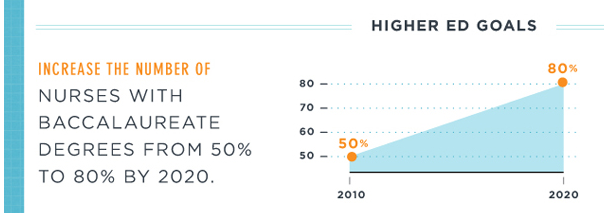 HIGHER ED GOALS
INCREASE THE NUMBER OF
NURSES WITH
BACCALAUREATE
DEGREES FROM 50%
TO 80% BY 2020.
80%
80
70
60
50%
50
2010
2020